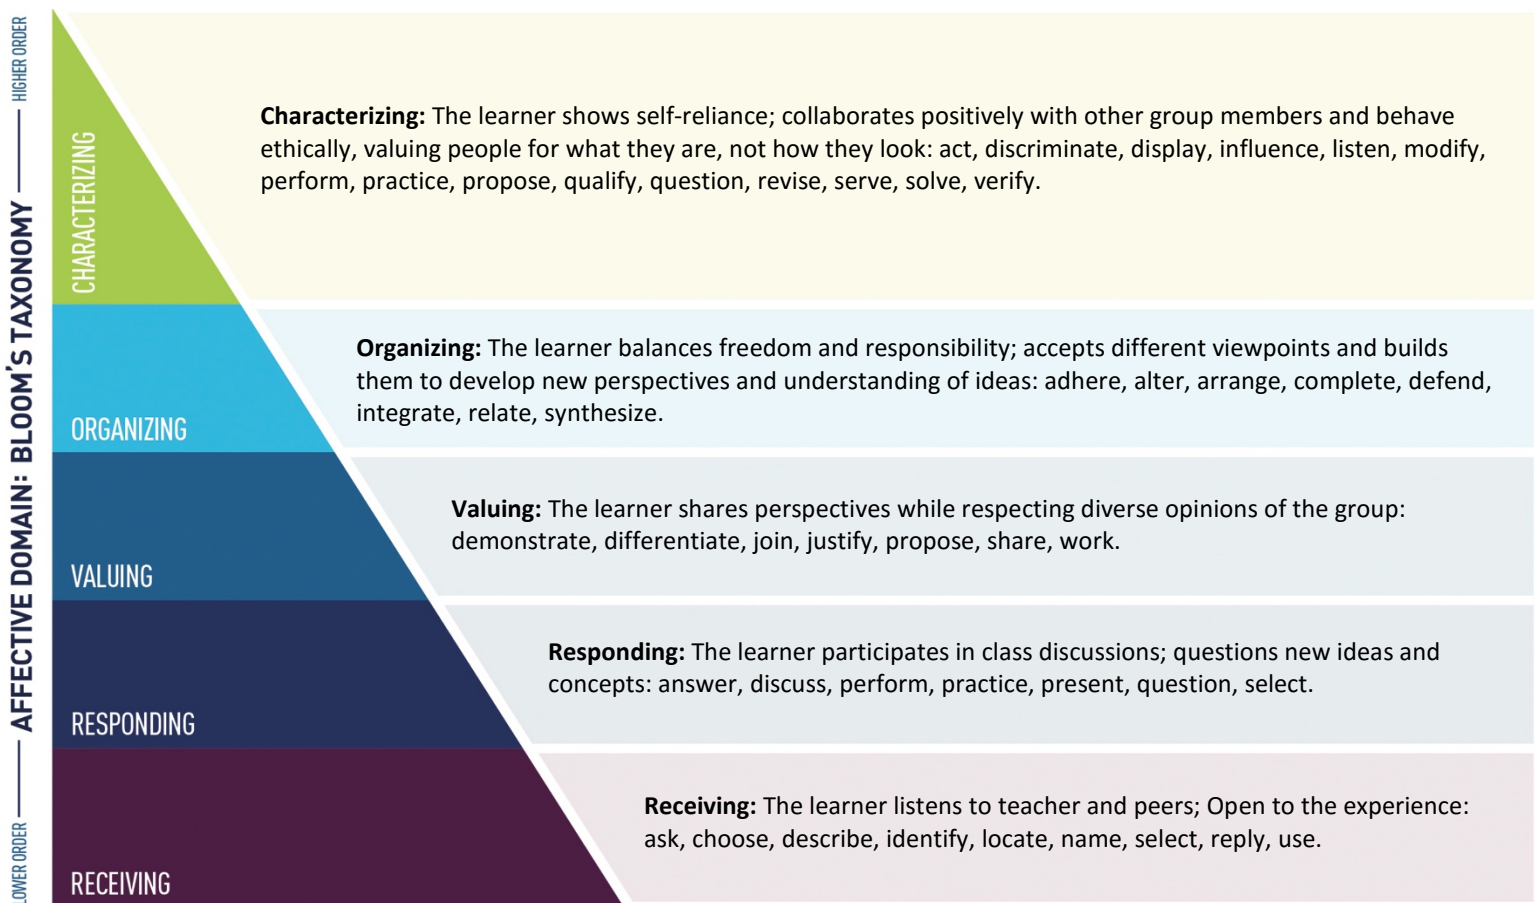 HIGHER ORDER
AFFECTIVE DOMAIN: BLOOM'S TAXONOMY
LOWER ORDER
CHARACTERIZING
Characterizing: The learner shows self-reliance; collaborates positively with other group members and behave
ethically, valuing people for what they are, not how they look: act, discriminate, display, influence, listen, modify,
perform, practice, propose, qualify, question, revise, serve, solve, verify.
ORGANIZING
Organizing: The learner balances freedom and responsibility; accepts different viewpoints and builds
them to develop new perspectives and understanding of ideas: adhere, alter, arrange, complete, defend,
integrate, relate, synthesize.
VALUING
Valuing: The learner shares perspectives while respecting diverse opinions of the group:
demonstrate, differentiate, join, justify, propose, share, work.
RESPONDING
Responding: The learner participates in class discussions; questions new ideas and
concepts: answer, discuss, perform, practice, present, question, select.
RECEIVING
Receiving: The learner listens to teacher and peers; Open to the experience:
ask, choose, describe, identify, locate, name, select, reply, use.